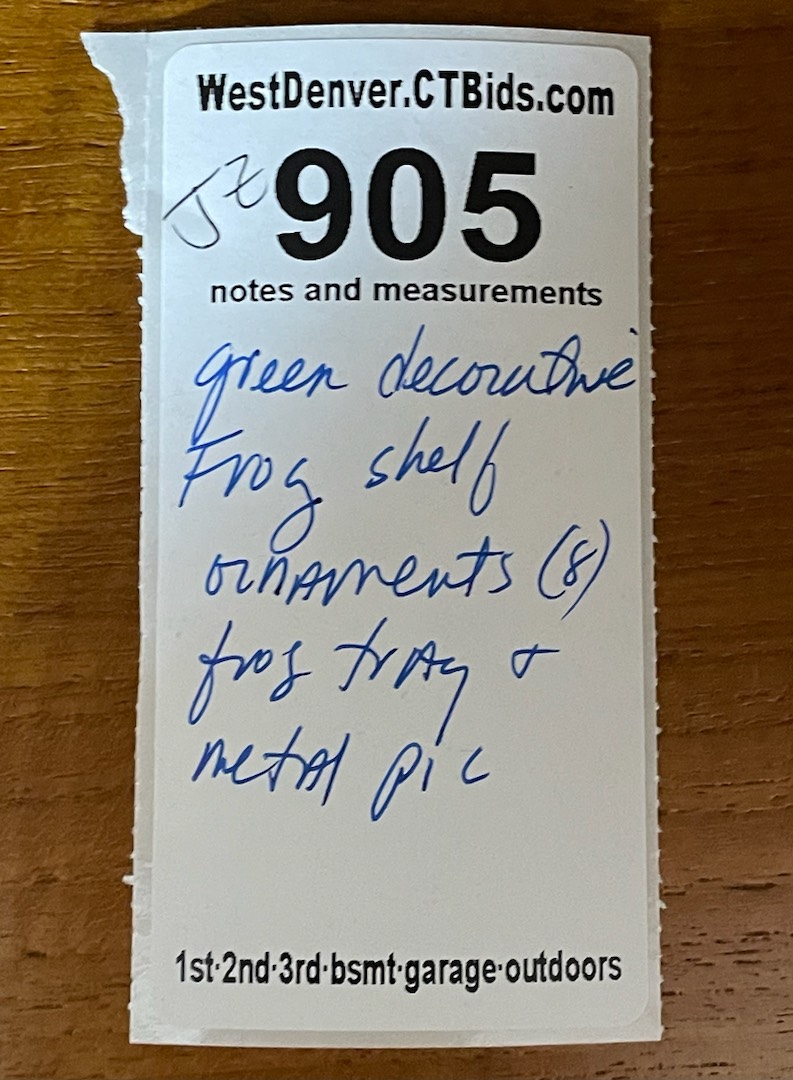 WestDenver.CTBids.com
JZ 905
notes and measurements
green decorative
Frog shelf
ornaments (8)
frog tray +
metal pic
1st·2nd·3rd·bsmt·garage·outdoors